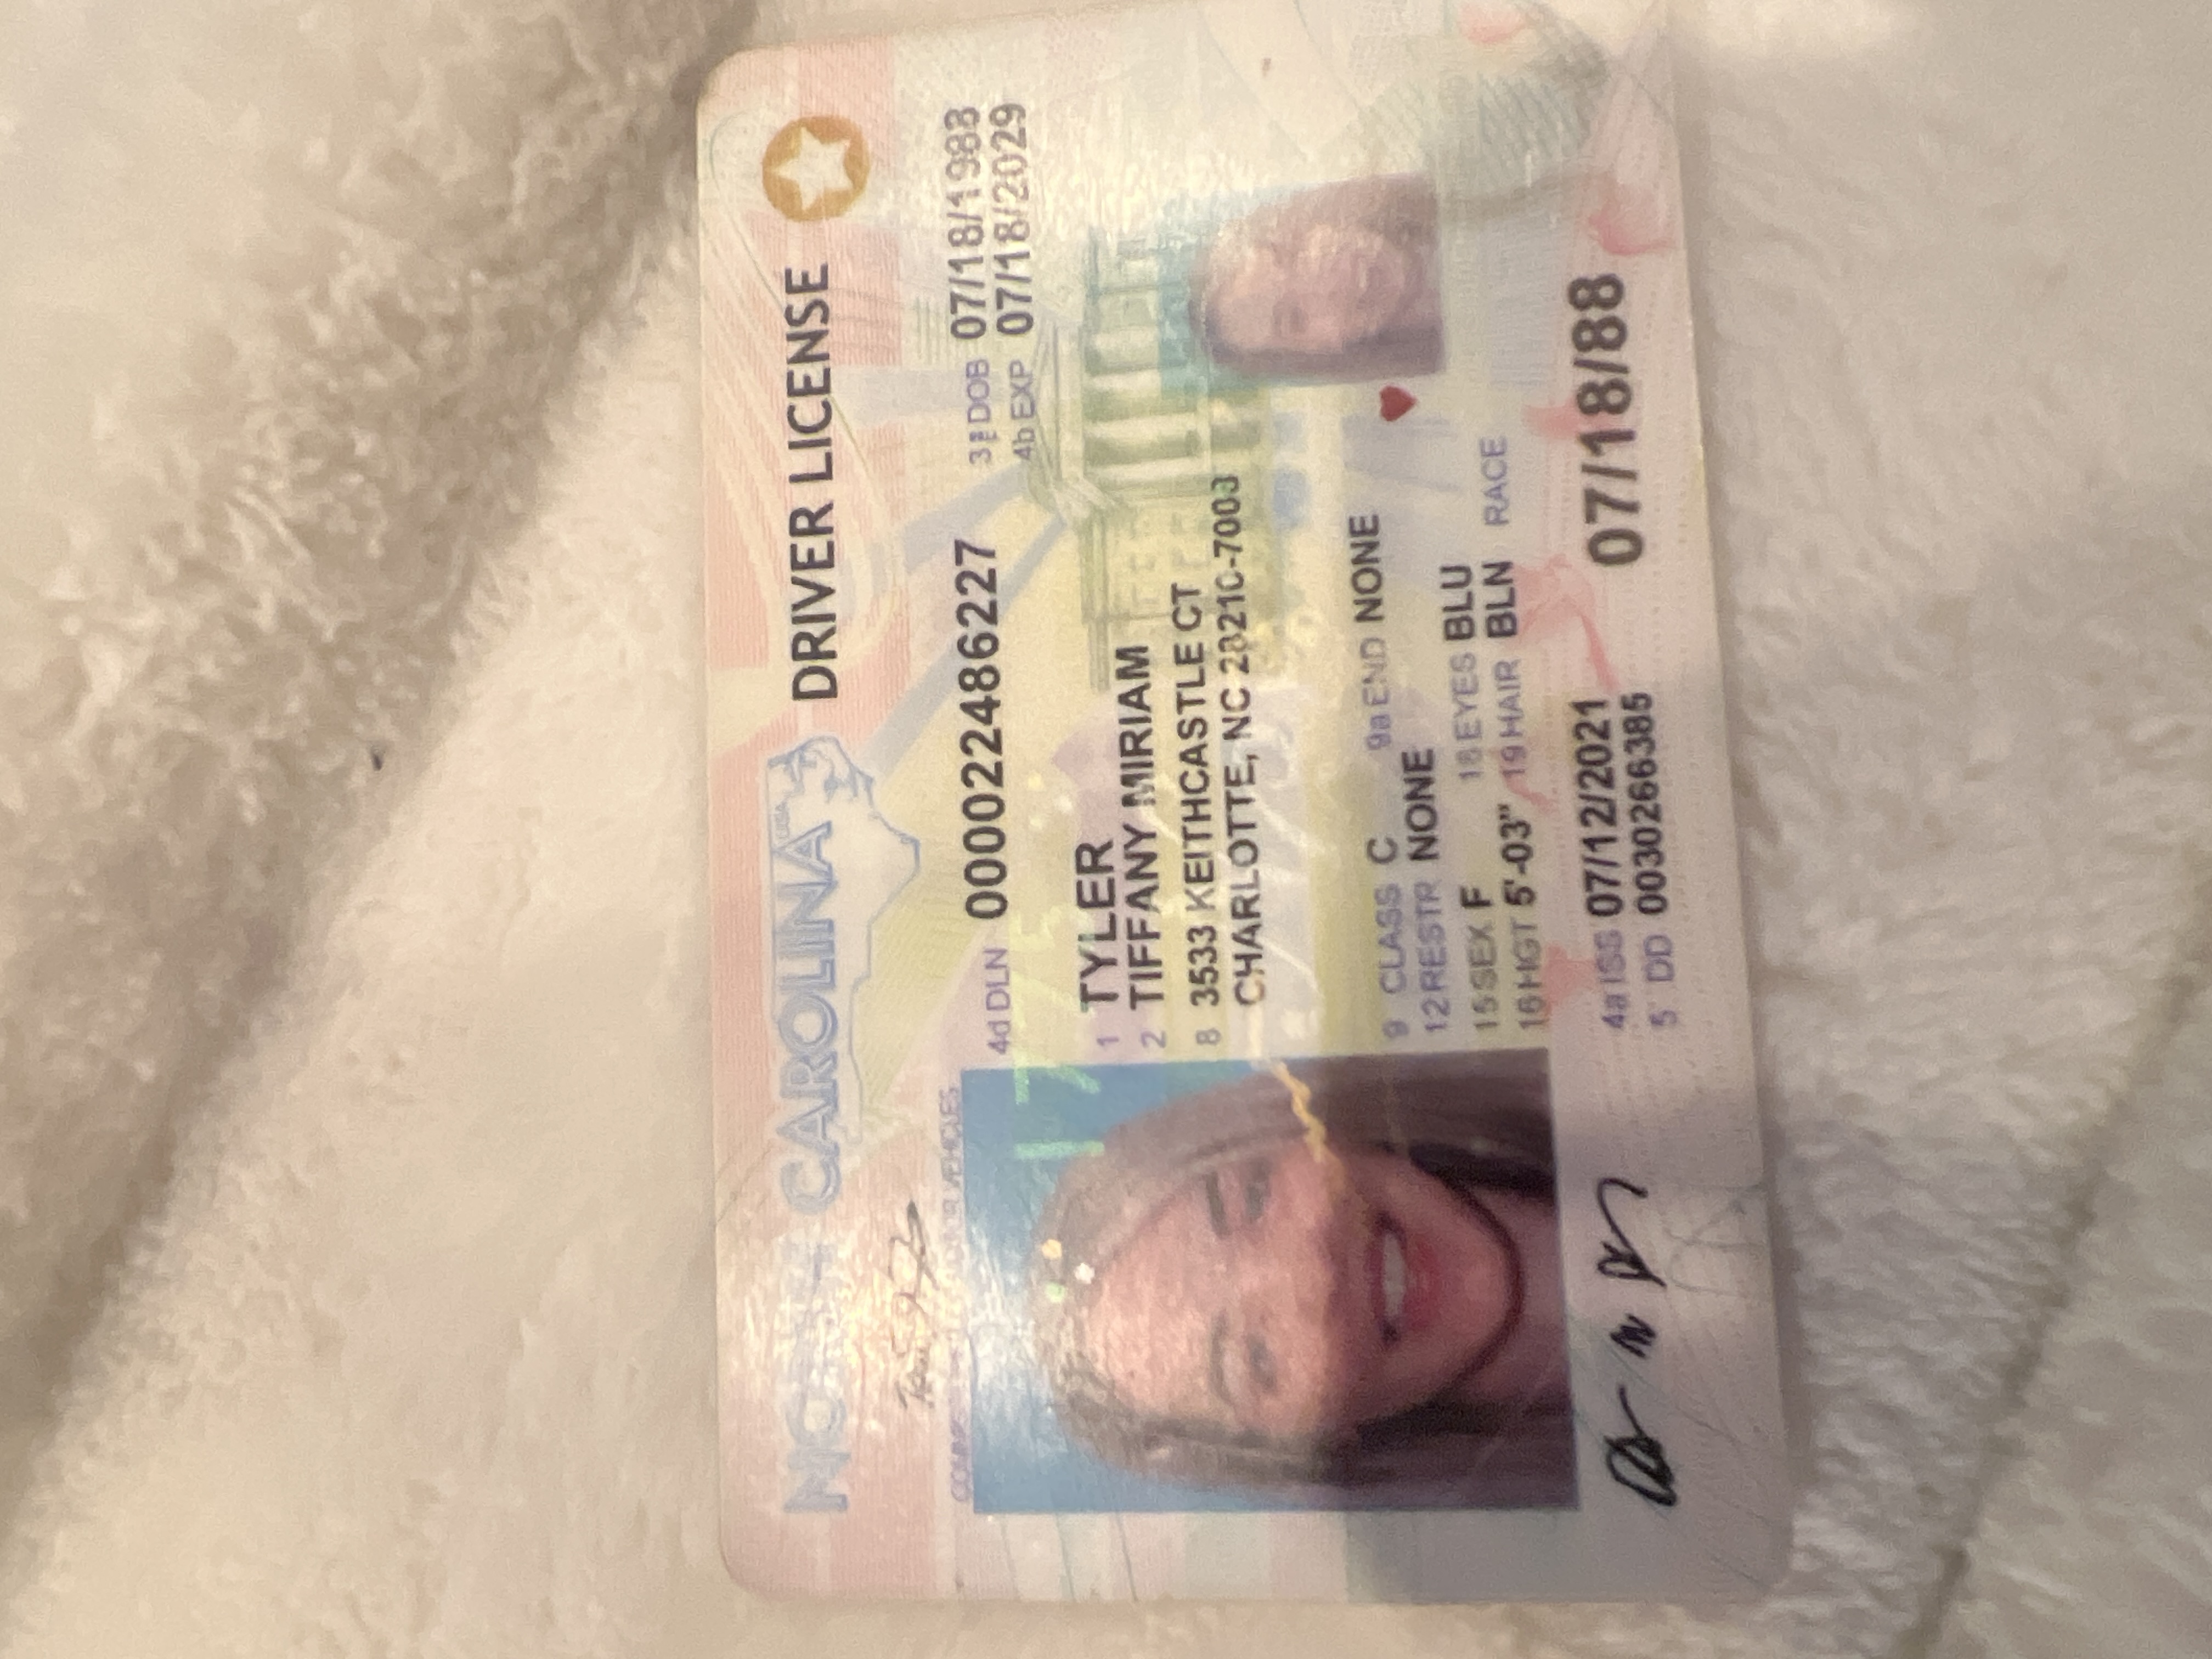 NORTH CAROLINA USA DRIVER LICENSE
COMMISSIONER OF MOTOR VEHICLES
4d DLN 000022486227 3 DOB 07/18/1988
4b EXP 07/18/2029
1 TYLER
2 TIFFANY MIRIAM
8 3533 KEITHCASTLE CT
CHARLOTTE, NC 28210-7003
9 CLASS C 9a END NONE
12 RESTR NONE
15 SEX F 18 EYES BLU
16 HGT 5'-03" 19 HAIR BLN RACE
4a ISS 07/12/2021 07/18/88
5 DD 0030266385
1775